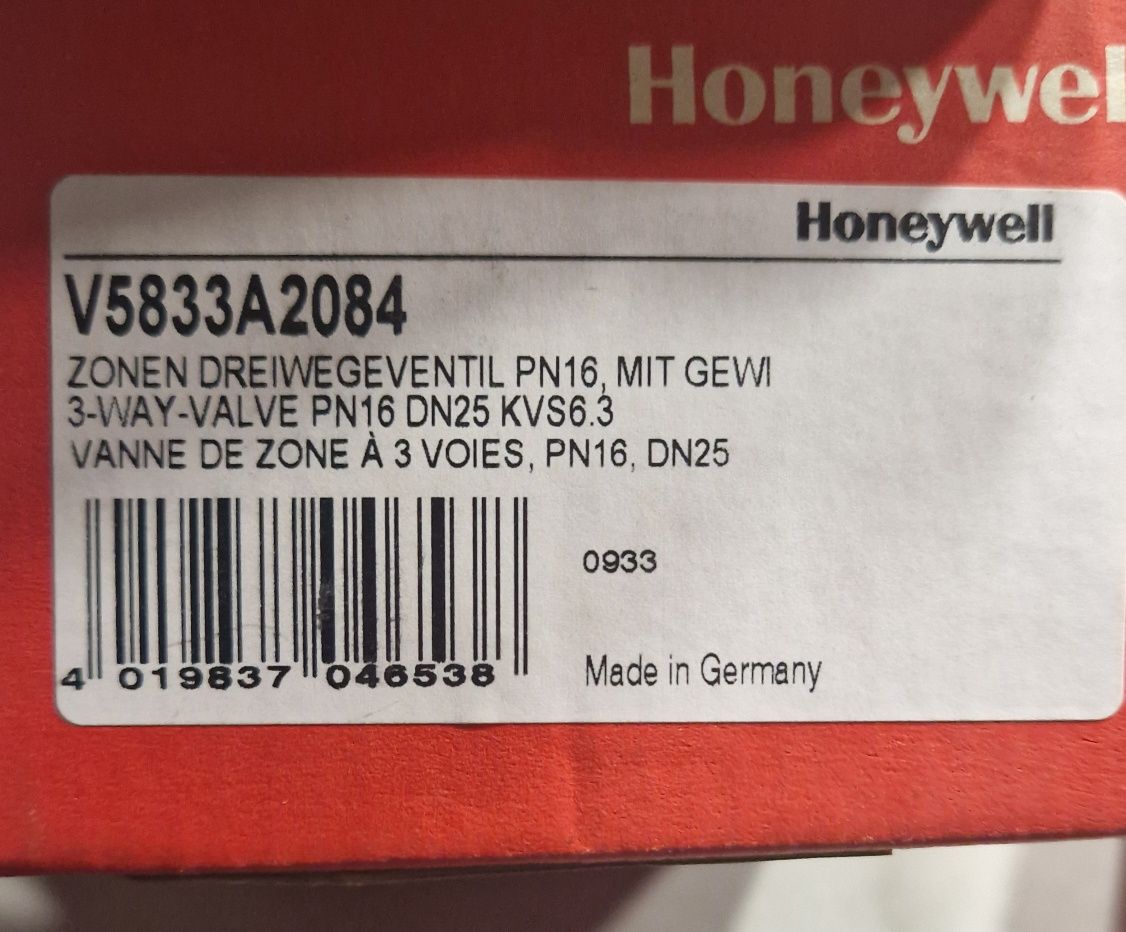 Honeywel
Honeywell
V5833A2084
ZONEN DREIWEGEVENTIL PN16, MIT GEWI
3-WAY-VALVE PN16 DN25 KVS6.3
VANNE DE ZONE À 3 VOIES, PN16, DN25
0933
4 019837 046538
Made in Germany